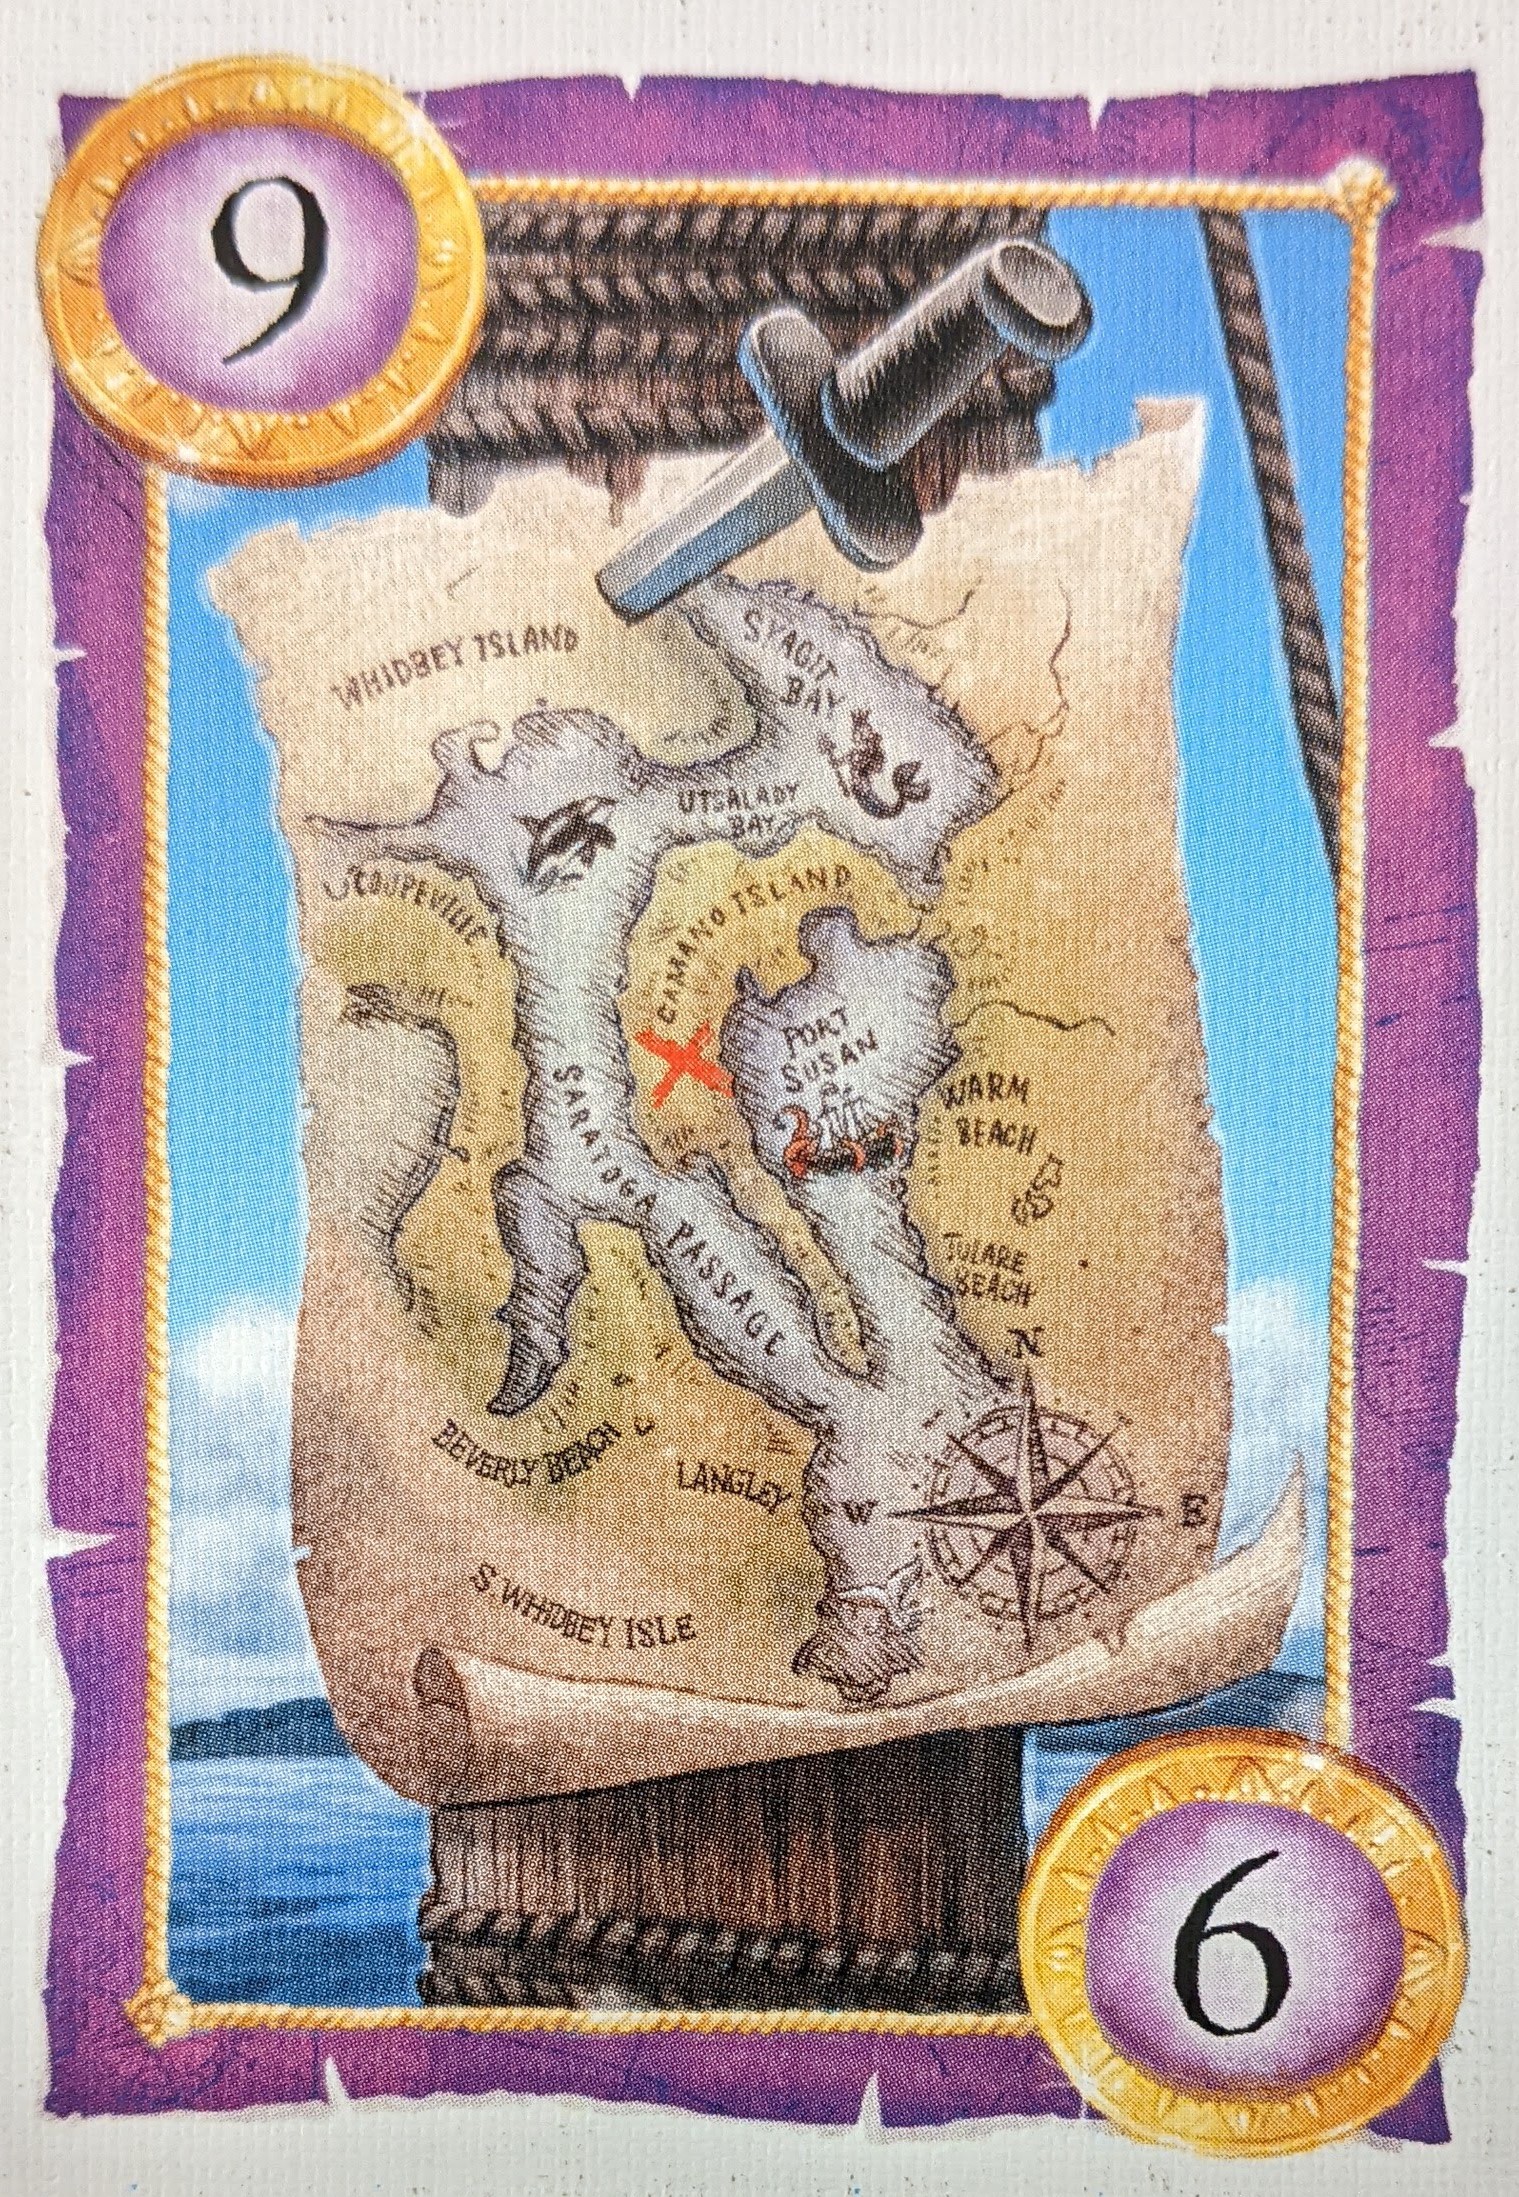 9
WHIDBEY ISLAND
SKAGIT
BAY
UTSALADY
BAY
COUPEVILLE
CAMANO ISLAND
PORT
SUSAN
SARATOGA PASSAGE
WARM
BEACH
TULARE
BEACH
N
BEVERLY BEACH
LANGLEY
W
E
S. WHIDBEY ISLE
6